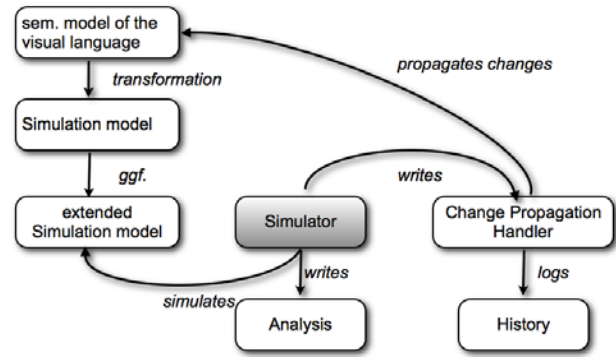 sem. model of the
visual language
propagates changes
transformation
Simulation model
ggf.
writes
extended
Simulation model
Simulator
Change Propagation
Handler
simulates
writes
logs
Analysis
History